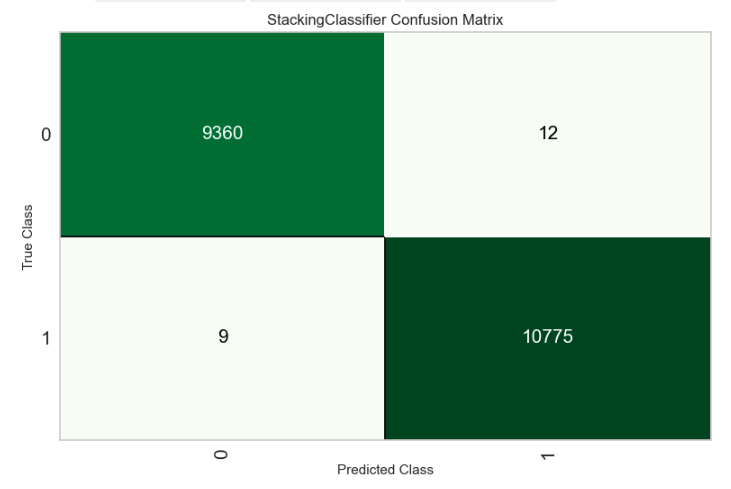 StackingClassifier Confusion Matrix
0
9360
12
True Class
1
9
10775
0
1
Predicted Class